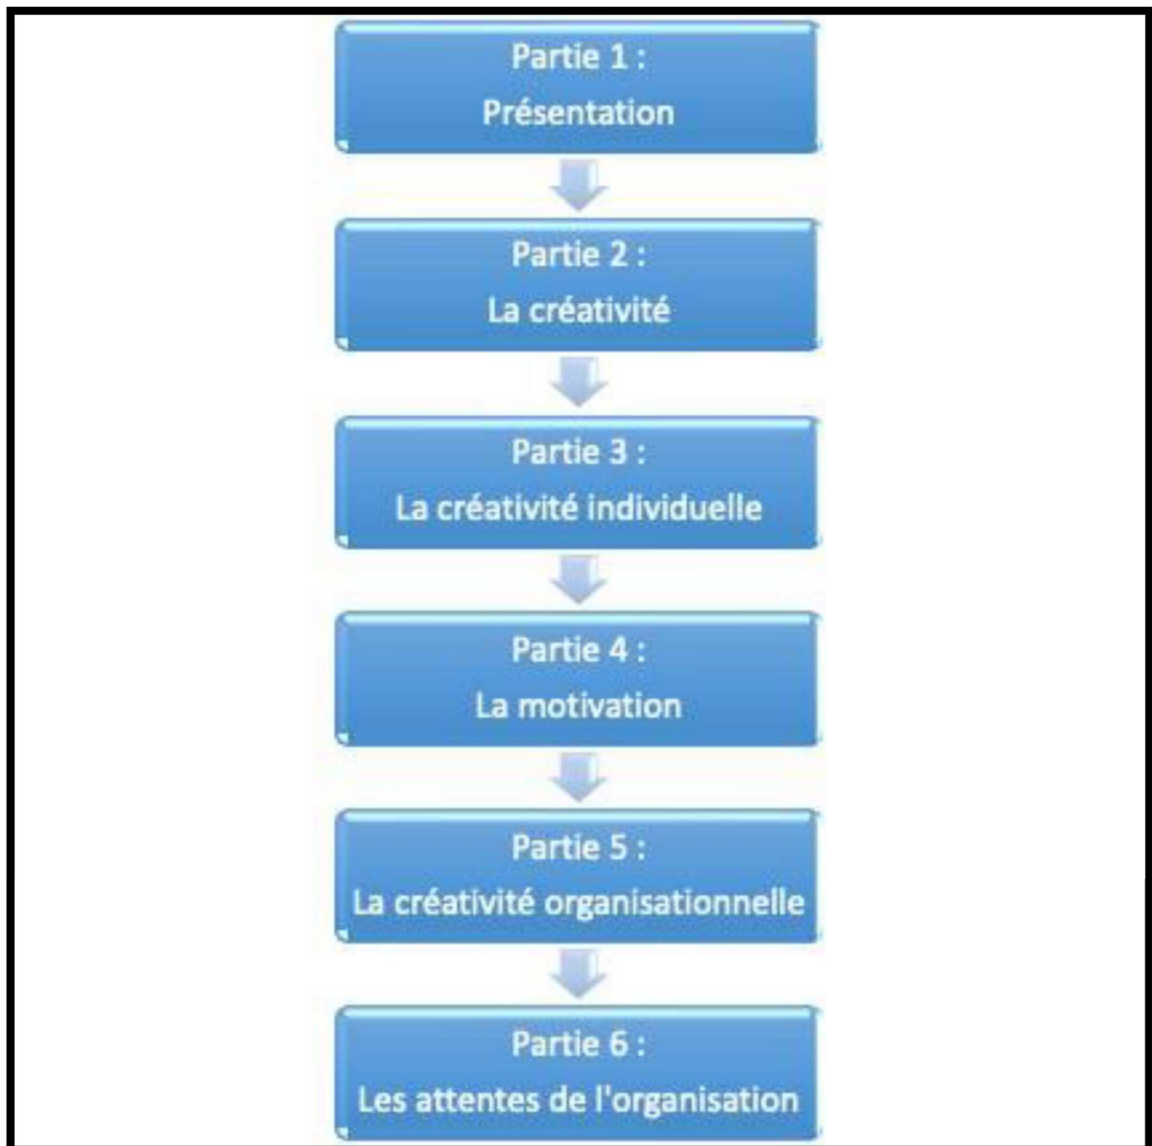 Partie 1 :
Présentation
Partie 2 :
La créativité
Partie 3 :
La créativité individuelle
Partie 4 :
La motivation
Partie 5 :
La créativité organisationnelle
Partie 6 :
Les attentes de l'organisation